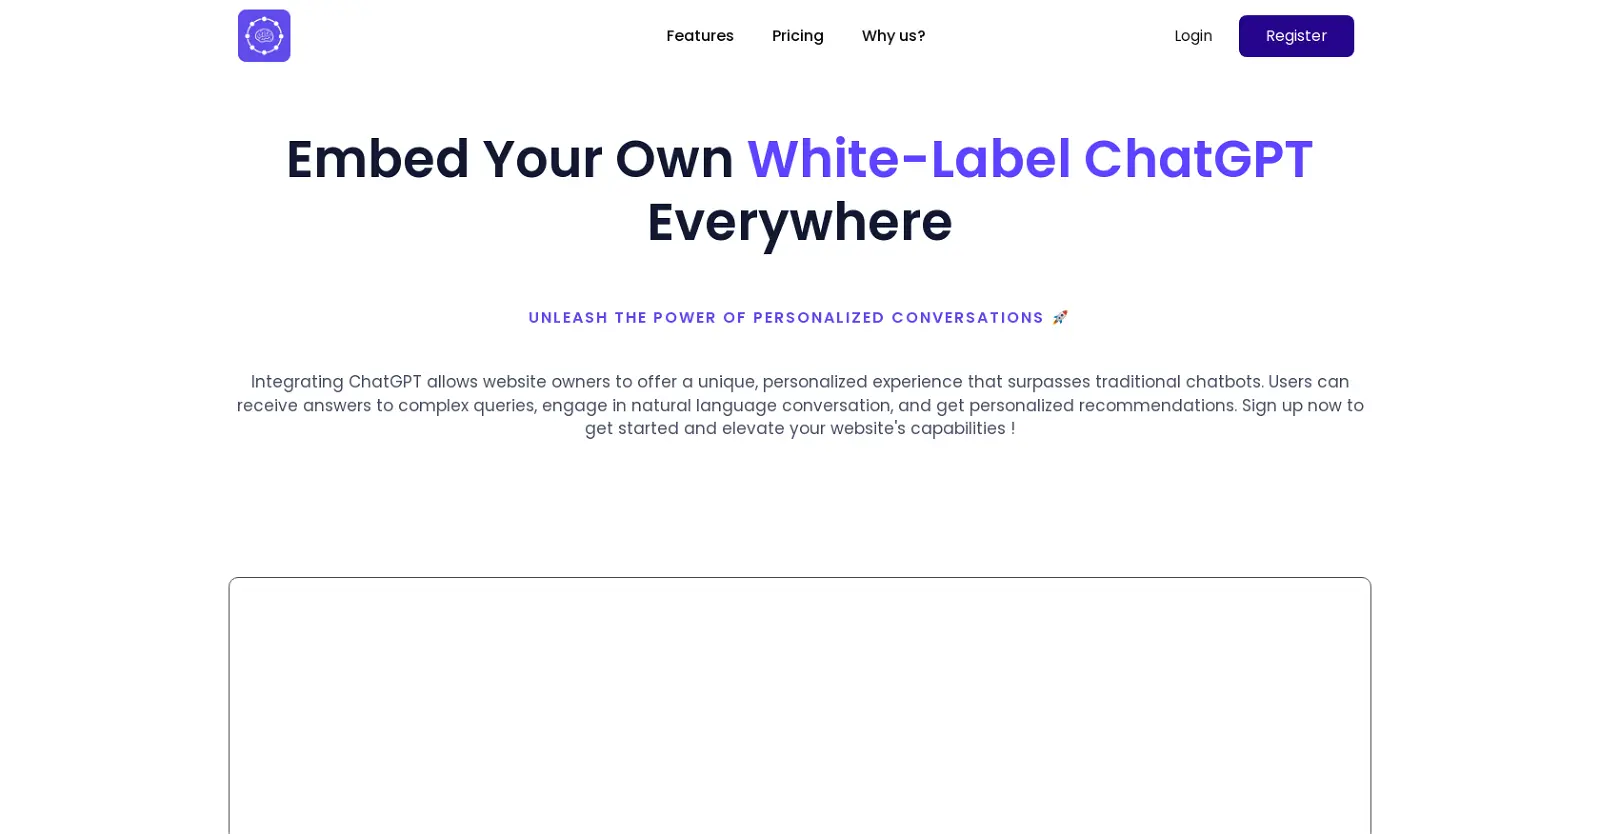 Features Pricing Why us? Login Register
Embed Your Own White-Label ChatGPT
Everywhere
UNLEASH THE POWER OF PERSONALIZED CONVERSATIONS 🚀
Integrating ChatGPT allows website owners to offer a unique, personalized experience that surpasses traditional chatbots. Users can
receive answers to complex queries, engage in natural language conversation, and get personalized recommendations. Sign up now to
get started and elevate your website's capabilities !